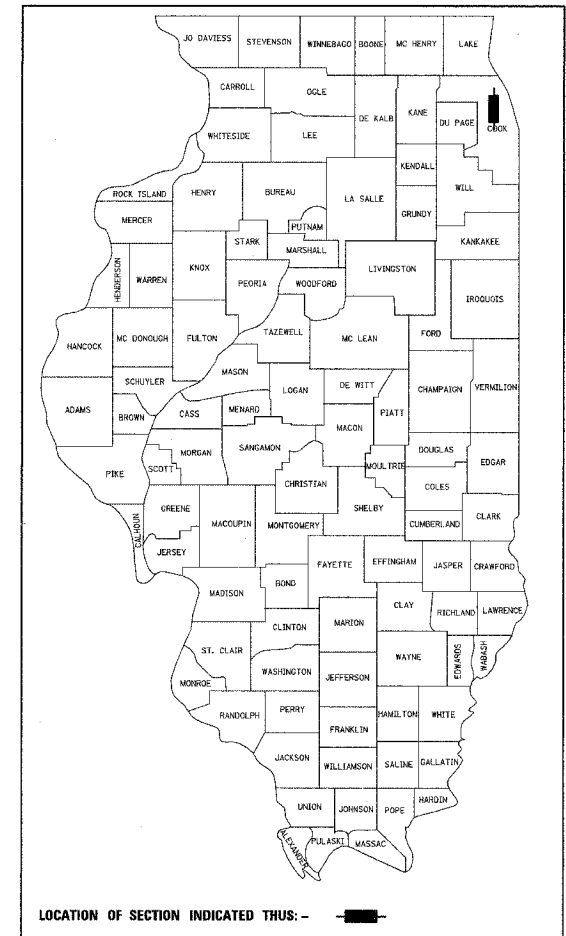 JO DAVIESS STEVENSON WINNEBAGO BOONE MC HENRY LAKE
CARROLL OGLE
DE KALB KANE DU PAGE COOK
WHITESIDE LEE
KENDALL
ROCK ISLAND HENRY BUREAU LA SALLE WILL
MERCER PUTNAM GRUNDY
STARK MARSHALL KANKAKEE
HENDERSON WARREN KNOX PEORIA WOODFORD LIVINGSTON IROQUOIS
HANCOCK MC DONOUGH FULTON TAZEWELL MC LEAN FORD
MASON
SCHUYLER LOGAN DE WITT CHAMPAIGN VERMILION
ADAMS BROWN CASS MENARD PIATT
SANGAMON MACON
PIKE SCOTT MORGAN MOULTRIE DOUGLAS EDGAR
CHRISTIAN COLES
GREENE SHELBY
CALHOUN MACOUPIN MONTGOMERY CUMBERLAND CLARK
JERSEY
FAYETTE EFFINGHAM JASPER CRAWFORD
MADISON BOND
CLAY RICHLAND LAWRENCE
CLINTON MARION
ST. CLAIR WAYNE EDWARDS WABASH
WASHINGTON JEFFERSON
MONROE
RANDOLPH PERRY HAMILTON WHITE
FRANKLIN
JACKSON WILLIAMSON SALINE GALLATIN
UNION JOHNSON POPE HARDIN
ALEXANDER PULASKI MASSAC
LOCATION OF SECTION INDICATED THUS: -